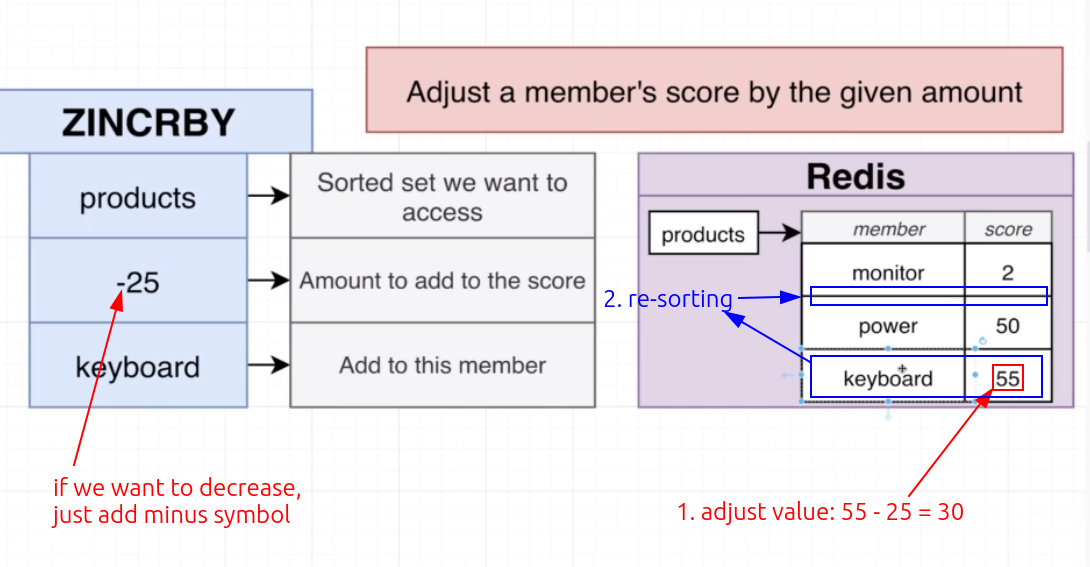 Adjust a member's score by the given amount
ZINCRBY
products
Sorted set we want to
access
-25
Amount to add to the score
keyboard
Add to this member
Redis
products
member score
monitor 2
2. re-sorting
power 50
keyboard 55
if we want to decrease,
just add minus symbol
1. adjust value: 55 - 25 = 30